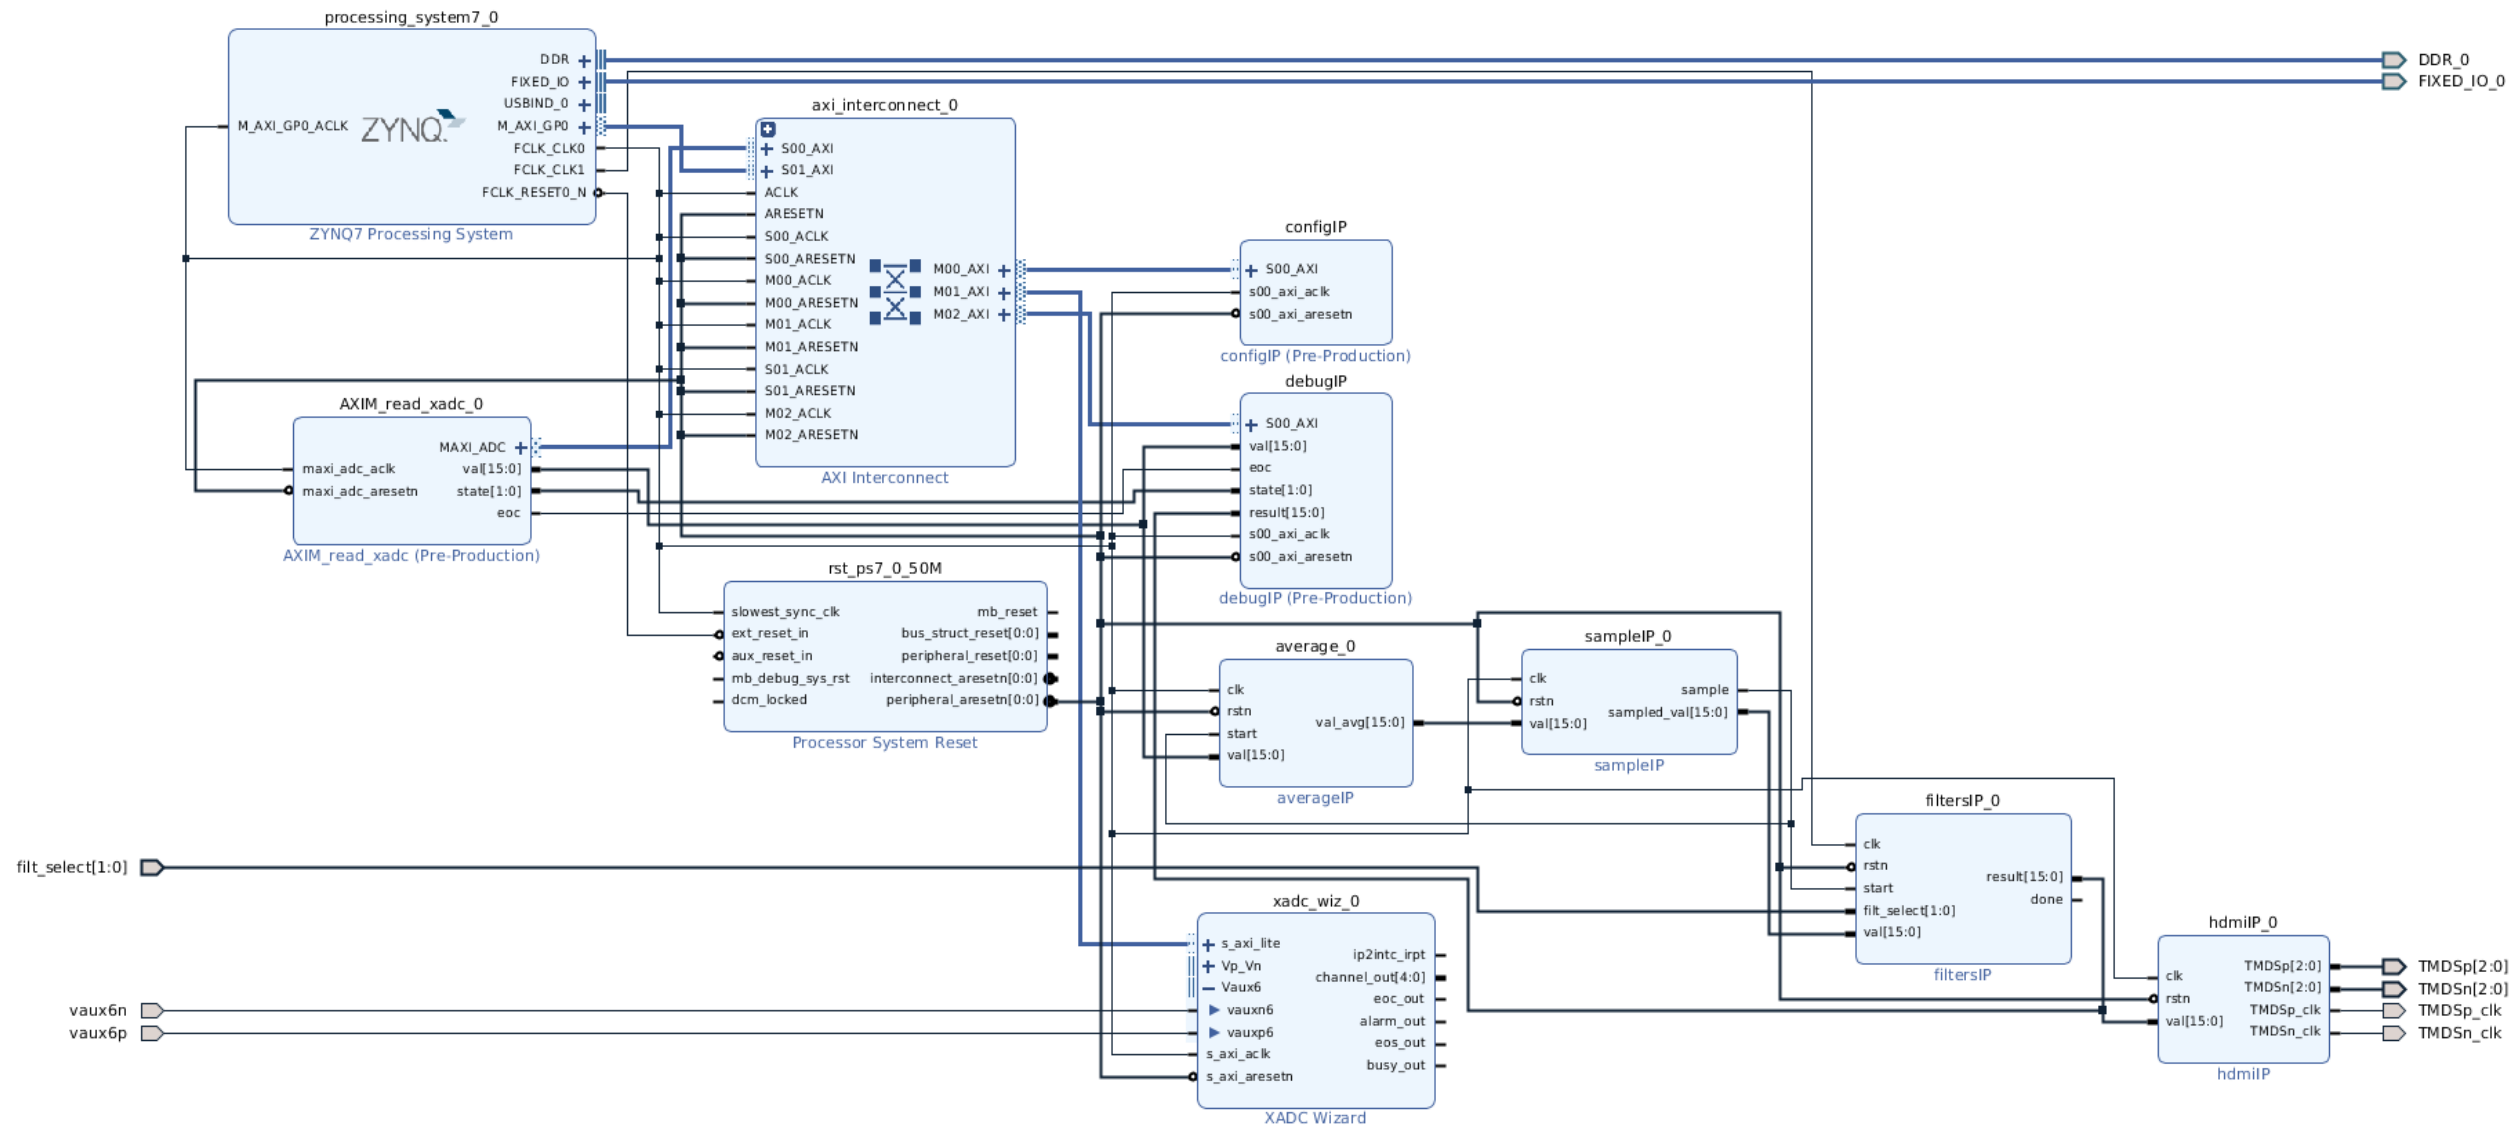 processing_system7_0
DDR
FIXED_IO
USBIND_0
M_AXI_GP0_ACLK
ZYNQ
M_AXI_GP0
FCLK_CLK0
FCLK_CLK1
FCLK_RESET0_N
ZYNQ7 Processing System
DDR_0
FIXED_IO_0
axi_interconnect_0
S00_AXI
S01_AXI
ACLK
ARESETN
S00_ACLK
S00_ARESETN
M00_ACLK
M00_ARESETN
M01_ACLK
M01_ARESETN
S01_ACLK
S01_ARESETN
M02_ACLK
M02_ARESETN
M00_AXI
M01_AXI
M02_AXI
AXI Interconnect
configIP
S00_AXI
s00_axi_aclk
s00_axi_aresetn
configIP (Pre-Production)
debugIP
S00_AXI
val[15:0]
eoc
state[1:0]
result[15:0]
s00_axi_aclk
s00_axi_aresetn
debugIP (Pre-Production)
AXIM_read_xadc_0
MAXI_ADC
maxi_adc_aclk
val[15:0]
maxi_adc_aresetn
state[1:0]
eoc
AXIM_read_xadc (Pre-Production)
rst_ps7_0_50M
slowest_sync_clk
mb_reset
ext_reset_in
bus_struct_reset[0:0]
aux_reset_in
peripheral_reset[0:0]
mb_debug_sys_rst
interconnect_aresetn[0:0]
dcm_locked
peripheral_aresetn[0:0]
Processor System Reset
average_0
clk
rstn
start
val[15:0]
val_avg[15:0]
averageIP
sampleIP_0
clk
rstn
val[15:0]
sample
sampled_val[15:0]
sampleIP
filtersIP_0
clk
rstn
start
filt_select[1:0]
val[15:0]
result[15:0]
done
filtersIP
filt_select[1:0]
vaux6n
vaux6p
xadc_wiz_0
s_axi_lite
Vp_Vn
Vaux6
vauxn6
vauxp6
s_axi_aclk
s_axi_aresetn
ip2intc_irpt
channel_out[4:0]
eoc_out
alarm_out
eos_out
busy_out
XADC Wizard
hdmiIP_0
clk
rstn
val[15:0]
TMDSp[2:0]
TMDSn[2:0]
TMDSp_clk
TMDSn_clk
hdmiIP
TMDSp[2:0]
TMDSn[2:0]
TMDSp_clk
TMDSn_clk